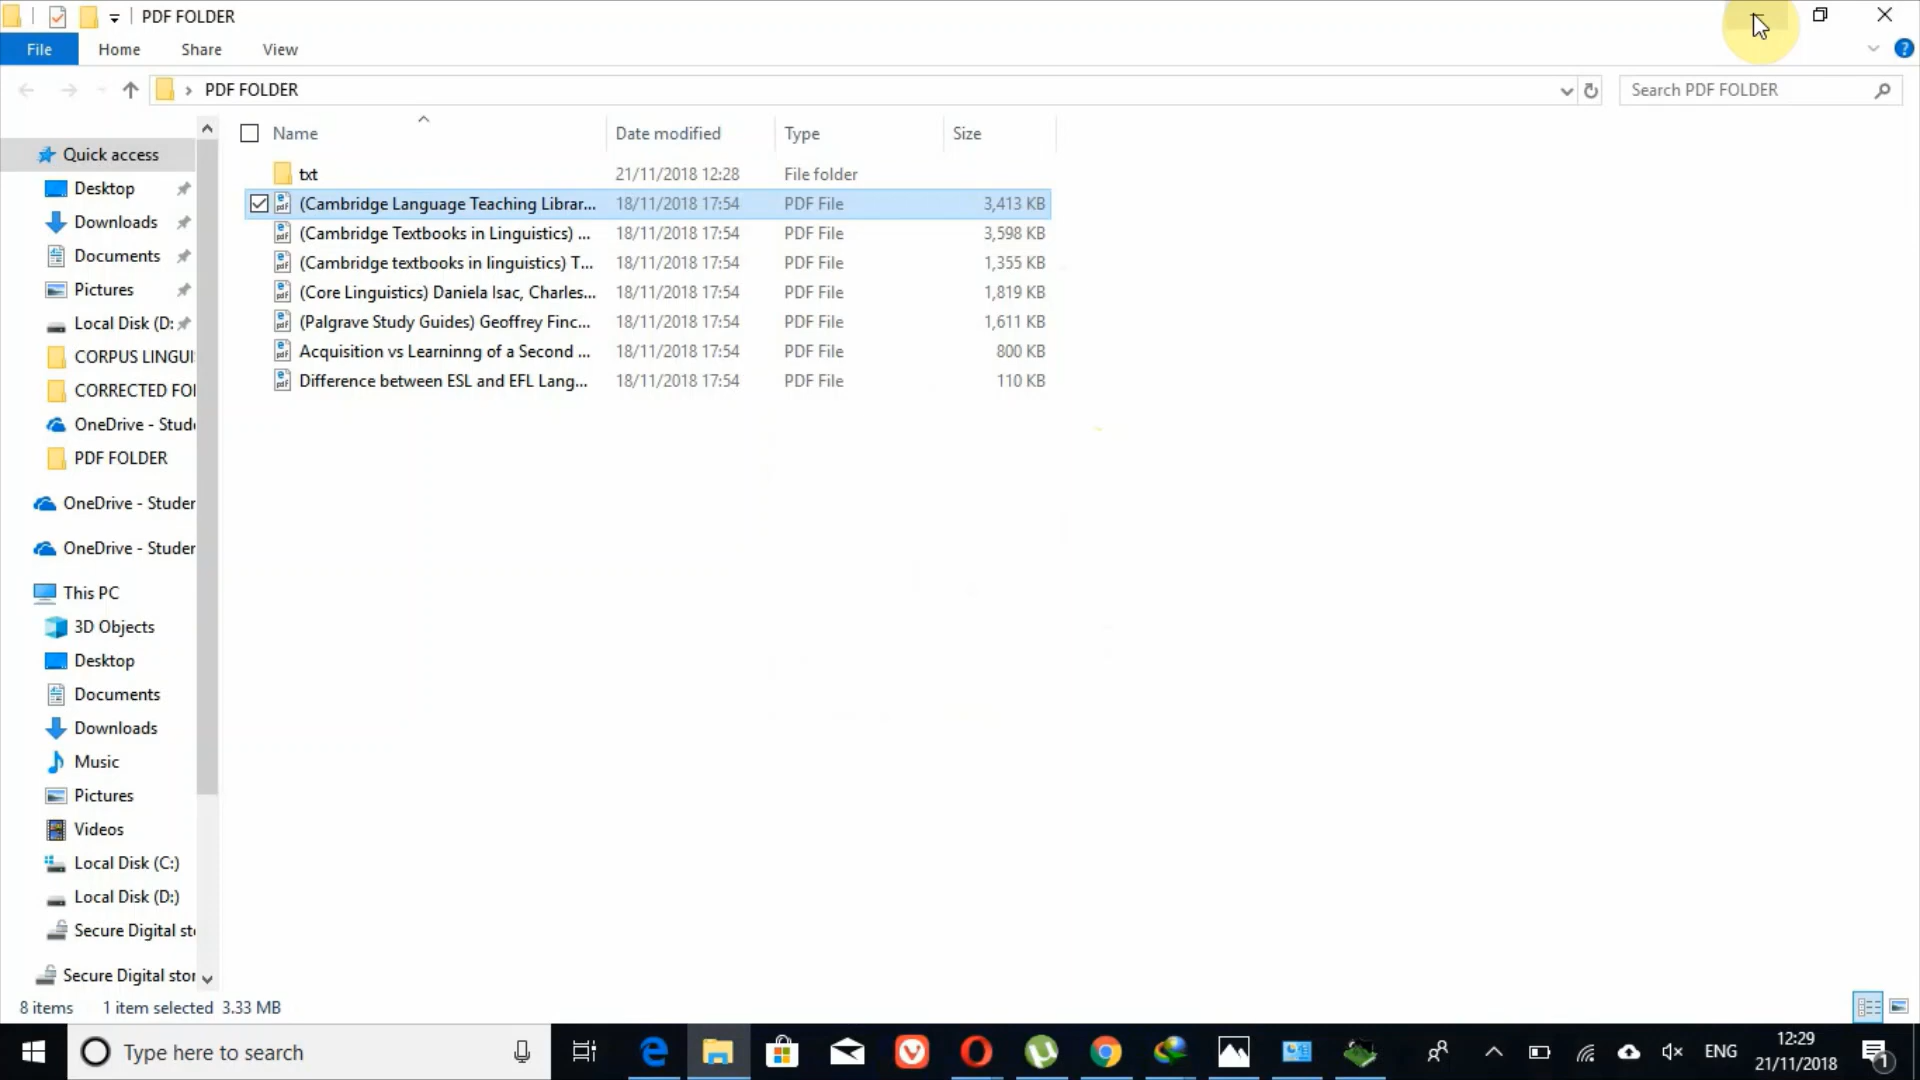 PDF FOLDER
File Home Share View
PDF FOLDER
Search PDF FOLDER
Name Date modified Type Size
txt 21/11/2018 12:28 File folder
(Cambridge Language Teaching Librar... 18/11/2018 17:54 PDF File 3,413 KB
(Cambridge Textbooks in Linguistics) ... 18/11/2018 17:54 PDF File 3,598 KB
(Cambridge textbooks in linguistics) T... 18/11/2018 17:54 PDF File 1,355 KB
(Core Linguistics) Daniela Isac, Charles... 18/11/2018 17:54 PDF File 1,819 KB
(Palgrave Study Guides) Geoffrey Finc... 18/11/2018 17:54 PDF File 1,611 KB
Acquisition vs Learninng of a Second ... 18/11/2018 17:54 PDF File 800 KB
Difference between ESL and EFL Lang... 18/11/2018 17:54 PDF File 110 KB
Quick access
Desktop
Downloads
Documents
Pictures
Local Disk (D:
CORPUS LINGUI
CORRECTED FOI
OneDrive - Stud
PDF FOLDER
OneDrive - Studer
OneDrive - Studer
This PC
3D Objects
Desktop
Documents
Downloads
Music
Pictures
Videos
Local Disk (C:)
Local Disk (D:)
Secure Digital st
Secure Digital stor
8 items 1 item selected 3.33 MB
Type here to search
ENG
12:29
21/11/2018
1